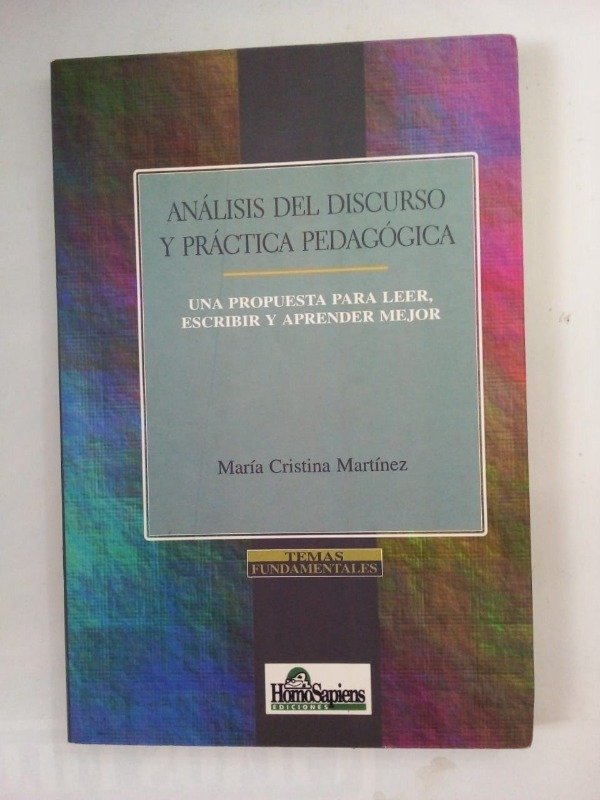 ANÁLISIS DEL DISCURSO
Y PRÁCTICA PEDAGÓGICA
UNA PROPUESTA PARA LEER,
ESCRIBIR Y APRENDER MEJOR
María Cristina Martínez
TEMAS
FUNDAMENTALES
HomoSapiens
EDICIONES